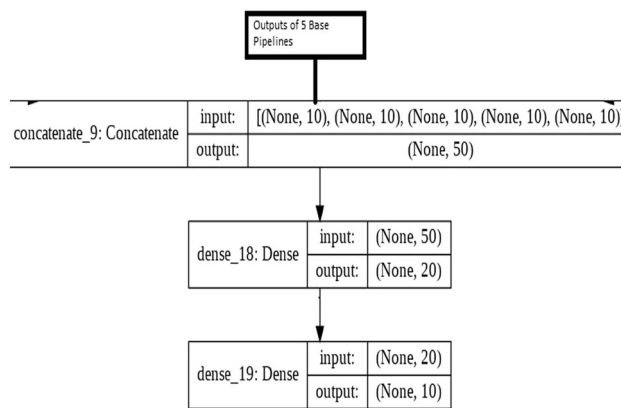 Outputs of 5 Base
Pipelines
concatenate_9: Concatenate
input:
[(None, 10), (None, 10), (None, 10), (None, 10), (None, 10)]
output:
(None, 50)
dense_18: Dense
input:
(None, 50)
output:
(None, 20)
dense_19: Dense
input:
(None, 20)
output:
(None, 10)